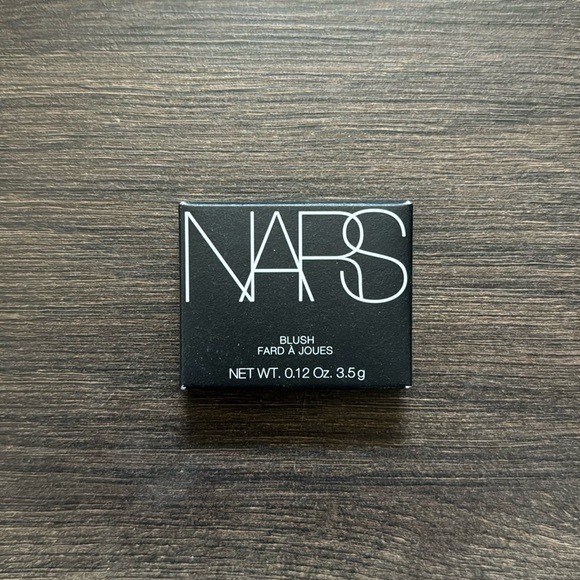 NARS
BLUSH
FARD À JOUES
NET WT. 0.12 Oz. 3.5 g